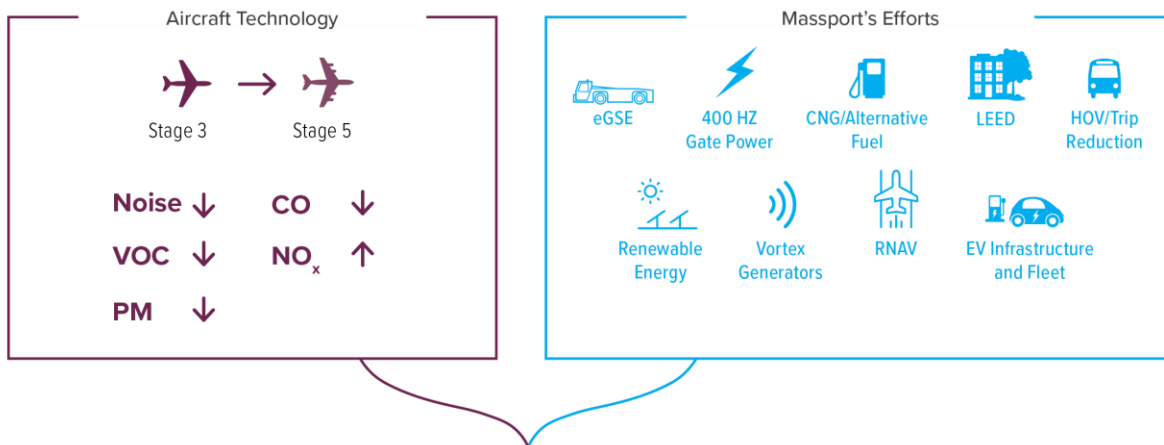 Aircraft Technology
Stage 3
Stage 5
Noise ↓
CO ↓
VOC ↓
NOx ↑
PM ↓
Massport's Efforts
eGSE
400 HZ
Gate Power
CNG/Alternative
Fuel
LEED
HOV/Trip
Reduction
Renewable
Energy
Vortex
Generators
RNAV
EV Infrastructure
and Fleet